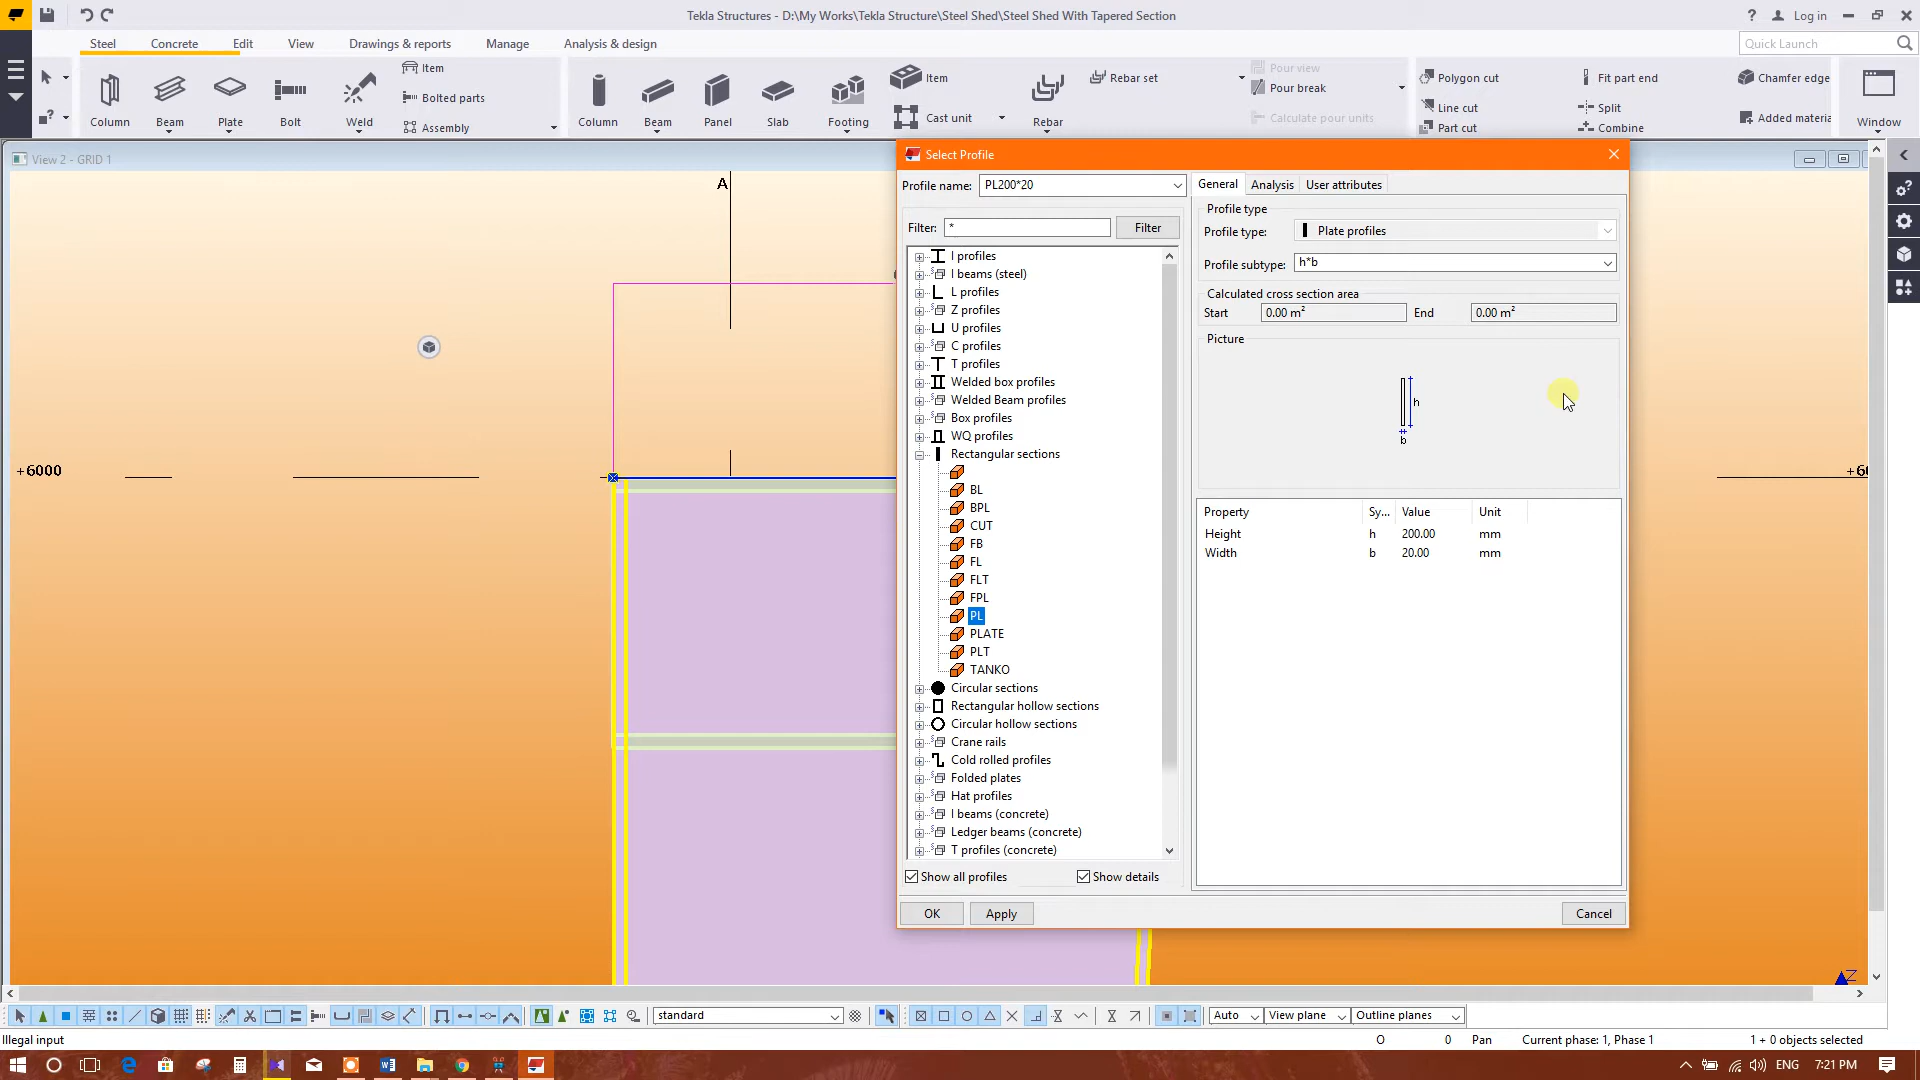 Tekla Structures - D:\My Works\Tekla Structure\Steel Shed\Steel Shed With Tapered Section
? Log in
Steel Concrete Edit View Drawings & reports Manage Analysis & design
Quick Launch
Column Beam Plate Bolt Weld
Item
Bolted parts
Assembly
Column Beam Panel Slab Footing
Item
Cast unit
Rebar
Rebar set
Pour view
Pour break
Calculate pour units
Polygon cut
Line cut
Part cut
Fit part end
Split
Combine
Chamfer edge
Added materia
Window
View 2 - GRID 1
A
+6000
Select Profile
Profile name: PL200*20
Filter: * Filter
I profiles
I beams (steel)
L profiles
Z profiles
U profiles
C profiles
T profiles
Welded box profiles
Welded Beam profiles
Box profiles
WQ profiles
Rectangular sections
BL
BPL
CUT
FB
FL
FLT
FPL
PL
PLATE
PLT
TANKO
Circular sections
Rectangular hollow sections
Circular hollow sections
Crane rails
Cold rolled profiles
Folded plates
Hat profiles
I beams (concrete)
Ledger beams (concrete)
T profiles (concrete)
Show all profiles Show details
OK Apply Cancel
General Analysis User attributes
Profile type
Profile type: Plate profiles
Profile subtype: h*b
Calculated cross section area
Start 0.00 m² End 0.00 m²
Picture
h
b
Property Sy... Value Unit
Height h 200.00 mm
Width b 20.00 mm
Z
standard
Auto View plane Outline planes
Illegal input
O 0 Pan Current phase: 1, Phase 1 1 + 0 objects selected
ENG 7:21 PM